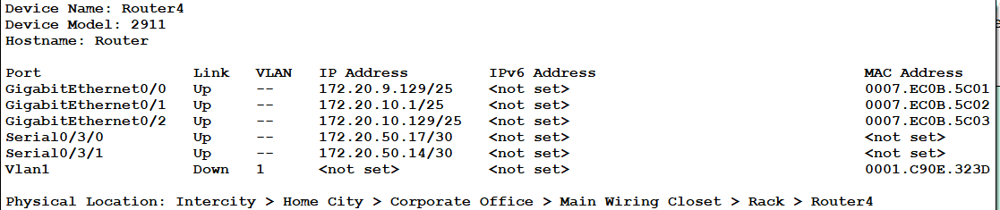 Device Name: Router4
Device Model: 2911
Hostname: Router
Port Link VLAN IP Address IPv6 Address MAC Address
GigabitEthernet0/0 Up -- 172.20.9.129/25 <not set> 0007.EC0B.5C01
GigabitEthernet0/1 Up -- 172.20.10.1/25 <not set> 0007.EC0B.5C02
GigabitEthernet0/2 Up -- 172.20.10.129/25 <not set> 0007.EC0B.5C03
Serial0/3/0 Up -- 172.20.50.17/30 <not set> <not set>
Serial0/3/1 Up -- 172.20.50.14/30 <not set> <not set>
Vlan1 Down 1 <not set> <not set> 0001.C90E.323D
Physical Location: Intercity > Home City > Corporate Office > Main Wiring Closet > Rack > Router4